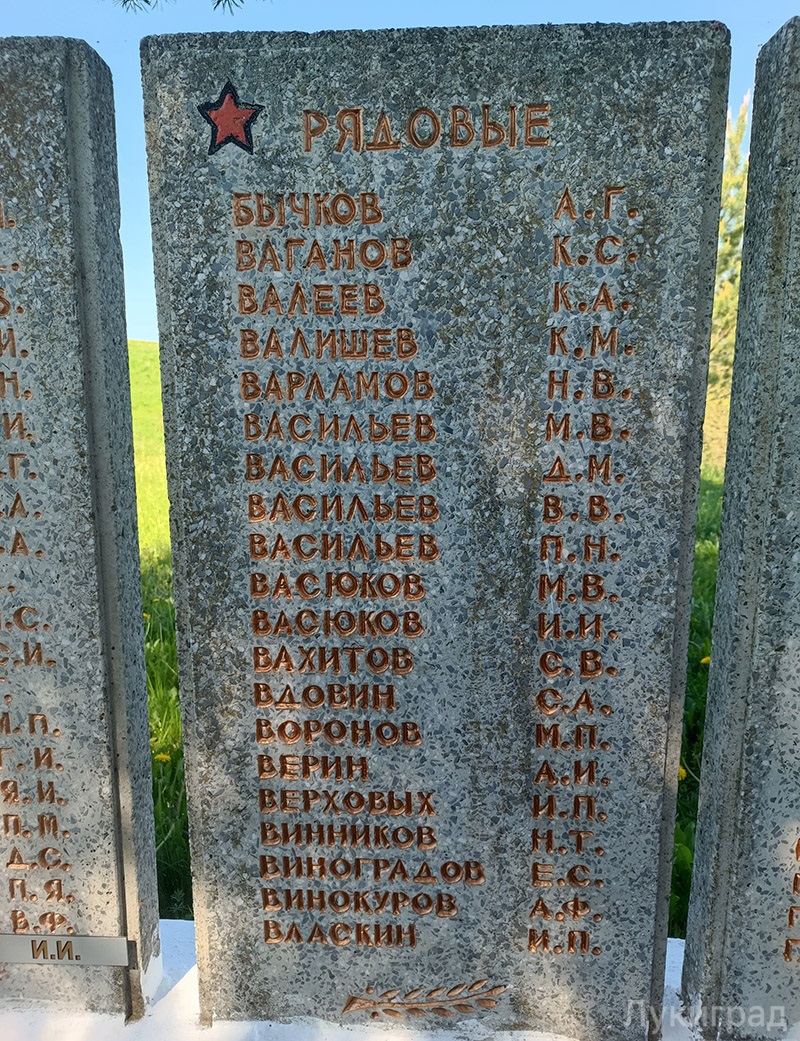 РЯДОВЫЕ
БЫЧКОВ А.Г.
ВАГАНОВ К.С.
ВАЛЕЕВ К.А.
ВАЛИШЕВ К.М.
ВАРЛАМОВ Н.В.
ВАСИЛЬЕВ М.В.
ВАСИЛЬЕВ Д.М.
ВАСИЛЬЕВ В.В.
ВАСИЛЬЕВ П.Н.
ВАСЮКОВ М.В.
ВАСЮКОВ И.И.
ВАХИТОВ С.В.
ВДОВИН С.А.
ВОРОНОВ М.П.
ВЕРИН А.И.
ВЕРХОВЫХ И.П.
ВИННИКОВ Н.Т.
ВИНОГРАДОВ Е.С.
ВИНОКУРОВ А.Ф.
ВЛАСКИН И.П.
М.П.
Г.И.
Я.И.
П.М.
Д.С.
П.Я.
В.Ф.
И.И.
Лукиград